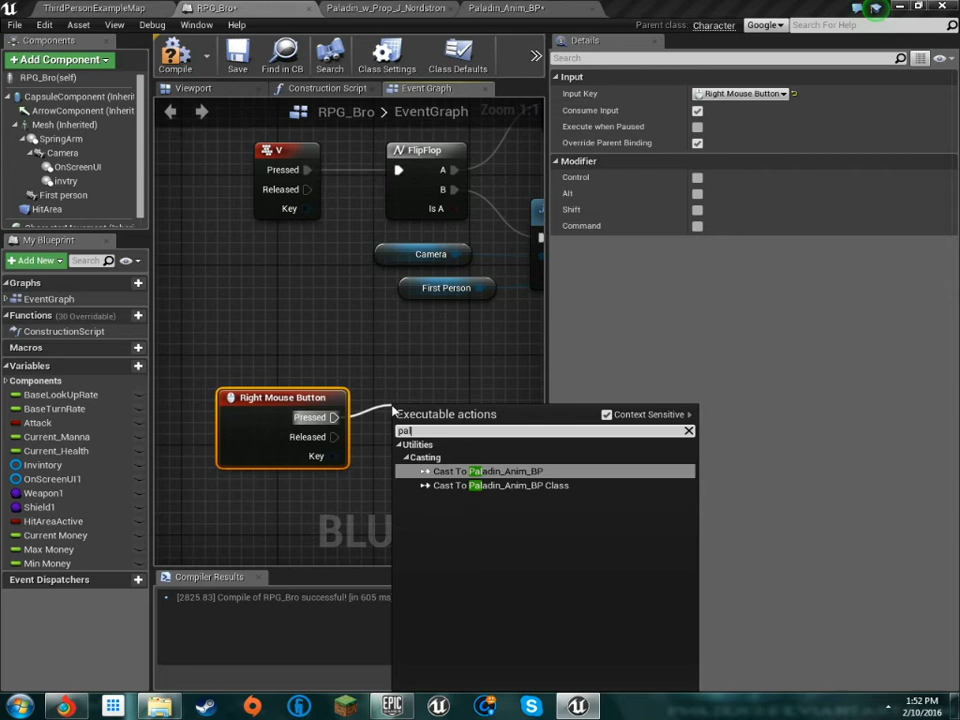 ThirdPersonExampleMap
RPG_Bro*
Paladin_w_Prop_J_Nordstron
Paladin_Anim_BP*
File
Edit
Asset
View
Debug
Window
Help
Parent class:
Character
Google
Search For Help
Components
+ Add Component
RPG_Bro(self)
CapsuleComponent (Inherit
ArrowComponent (Inherit
Mesh (Inherited)
SpringArm
Camera
OnScreenUI
invtry
First person
HitArea
My Blueprint
+ Add New
Search
Graphs
EventGraph
Functions (30 Overridable)
ConstructionScript
Macros
Variables
Components
BaseLookUpRate
BaseTurnRate
Attack
Current_Manna
Current_Health
Invintory
OnScreenUI1
Weapon1
Shield1
HitAreaActive
Current Money
Max Money
Min Money
Event Dispatchers
Compile
Save
Find in CB
Search
Class Settings
Class Defaults
Viewport
Construction Script
Event Graph
RPG_Bro > EventGraph
Zoom 1:1
V
Pressed
Released
Key
FlipFlop
A
B
Is A
Camera
First Person
Right Mouse Button
Pressed
Released
Key
BLU
Executable actions
Context Sensitive
pal
Utilities
Casting
Cast To Paladin_Anim_BP
Cast To Paladin_Anim_BP Class
Compiler Results
[2825.83] Compile of RPG_Bro successful! [in 605 ms
Details
Search
Input
Input Key
Right Mouse Button
Consume Input
Execute when Paused
Override Parent Binding
Modifier
Control
Alt
Shift
Command
EPIC
1:52 PM
2/10/2016